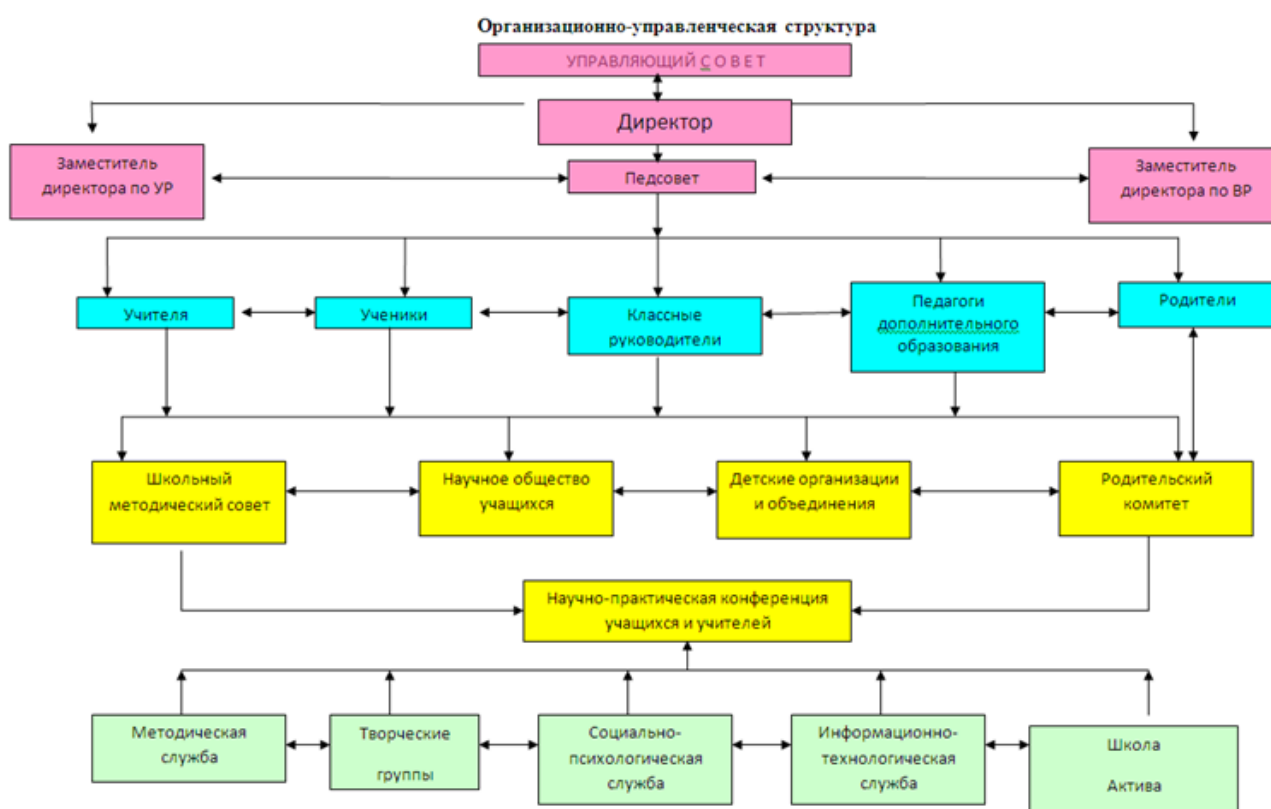 Организационно-управленческая структура
УПРАВЛЯЮЩИЙ С О В Е Т
Директор
Заместитель
директора по УР
Педсовет
Заместитель
директора по ВР
Учителя
Ученики
Классные
руководители
Педагоги
дополнительного
образования
Родители
Школьный
методический совет
Научное общество
учащихся
Детские организации
и объединения
Родительский
комитет
Научно-практическая конференция
учащихся и учителей
Методическая
служба
Творческие
группы
Социально-
психологическая
служба
Информационно-
технологическая
служба
Школа
Актива